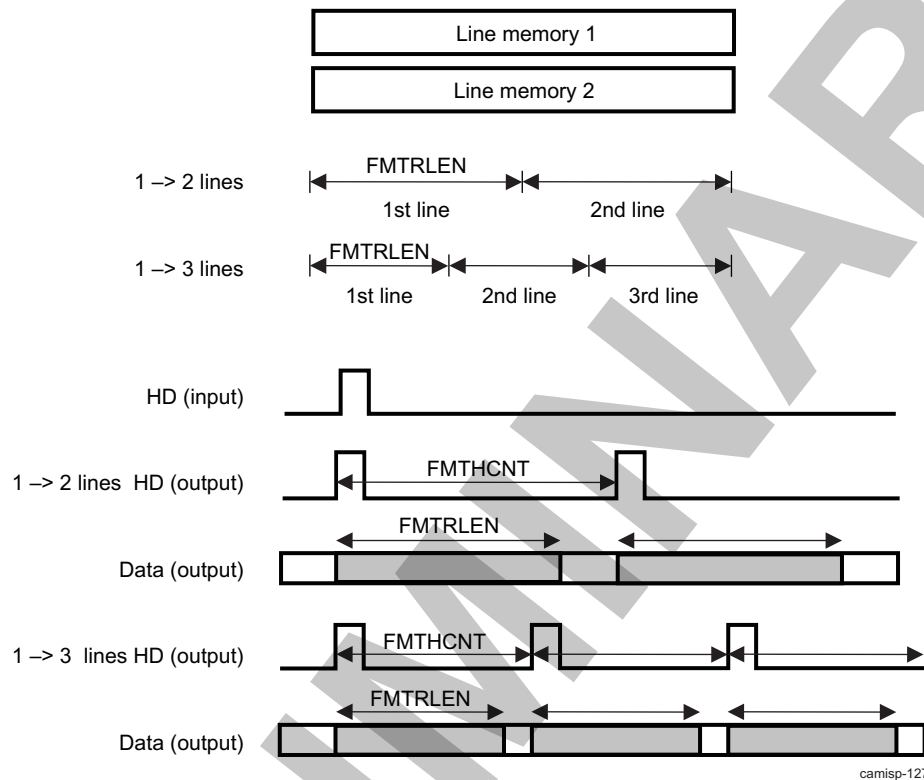 Line memory 1
Line memory 2
1 –> 2 lines
FMTRLEN
1st line
2nd line
1 –> 3 lines
FMTRLEN
1st line
2nd line
3rd line
HD (input)
1 –> 2 lines HD (output)
FMTHCNT
FMTRLEN
Data (output)
1 –> 3 lines HD (output)
FMTHCNT
FMTRLEN
Data (output)